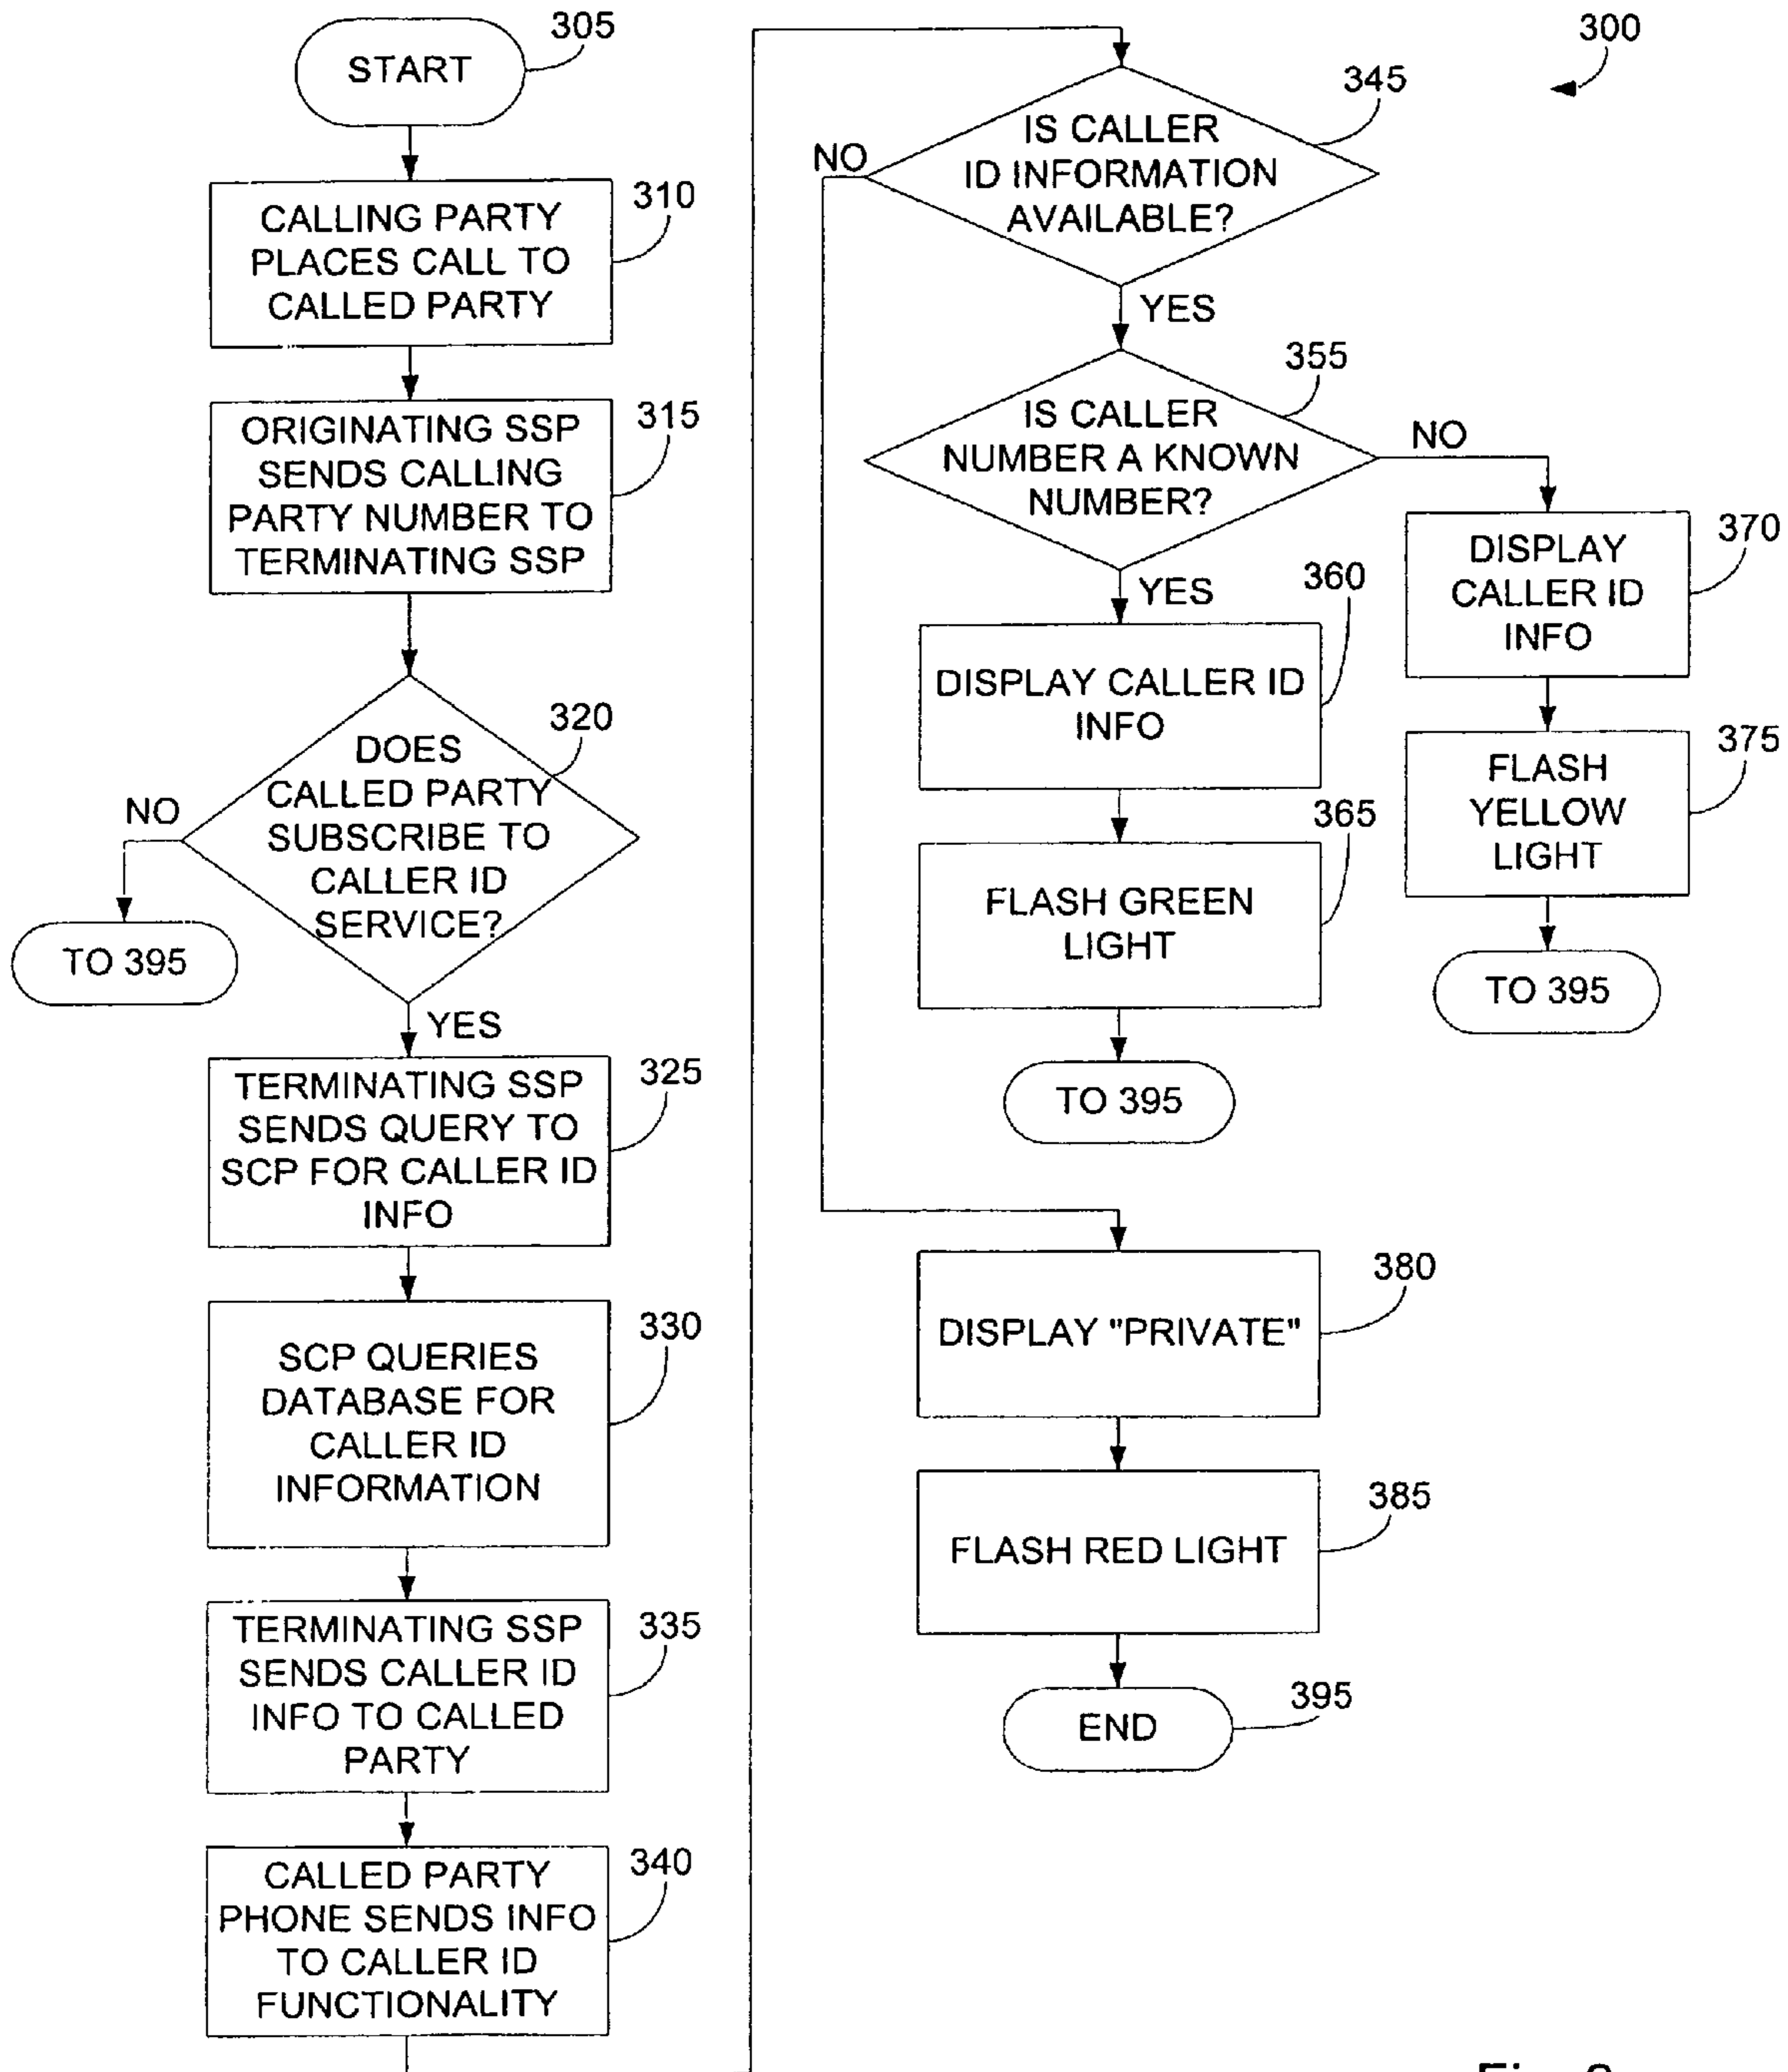 305
START
310
CALLING PARTY
PLACES CALL TO
CALLED PARTY
315
ORIGINATING SSP
SENDS CALLING
PARTY NUMBER TO
TERMINATING SSP
320
DOES
CALLED PARTY
SUBSCRIBE TO
CALLER ID
SERVICE?
NO
TO 395
YES
325
TERMINATING SSP
SENDS QUERY TO
SCP FOR CALLER ID
INFO
330
SCP QUERIES
DATABASE FOR
CALLER ID
INFORMATION
335
TERMINATING SSP
SENDS CALLER ID
INFO TO CALLED
PARTY
340
CALLED PARTY
PHONE SENDS INFO
TO CALLER ID
FUNCTIONALITY
300
345
IS CALLER
ID INFORMATION
AVAILABLE?
NO
YES
355
IS CALLER
NUMBER A KNOWN
NUMBER?
NO
YES
360
DISPLAY CALLER ID
INFO
365
FLASH GREEN
LIGHT
TO 395
370
DISPLAY
CALLER ID
INFO
375
FLASH
YELLOW
LIGHT
TO 395
380
DISPLAY "PRIVATE"
385
FLASH RED LIGHT
395
END